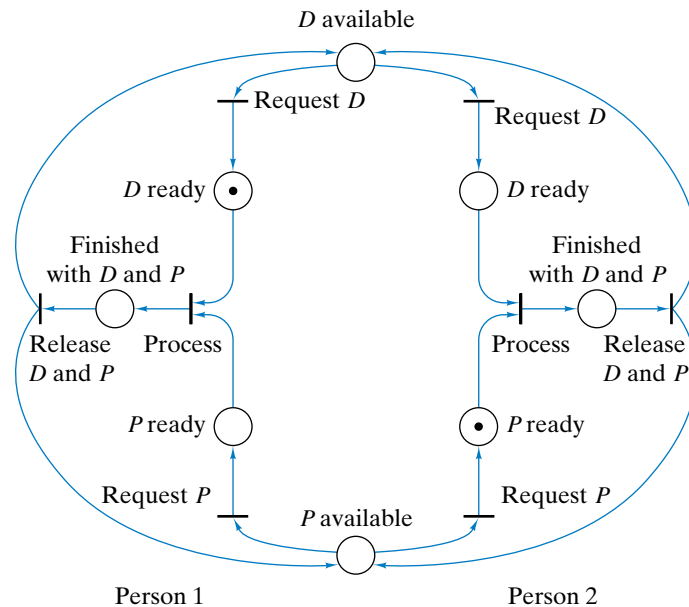 D available
Request D
Request D
D ready
D ready
Finished
with D and P
Finished
with D and P
Release
D and P
Process
Process
Release
D and P
P ready
P ready
Request P
Request P
P available
Person 1
Person 2